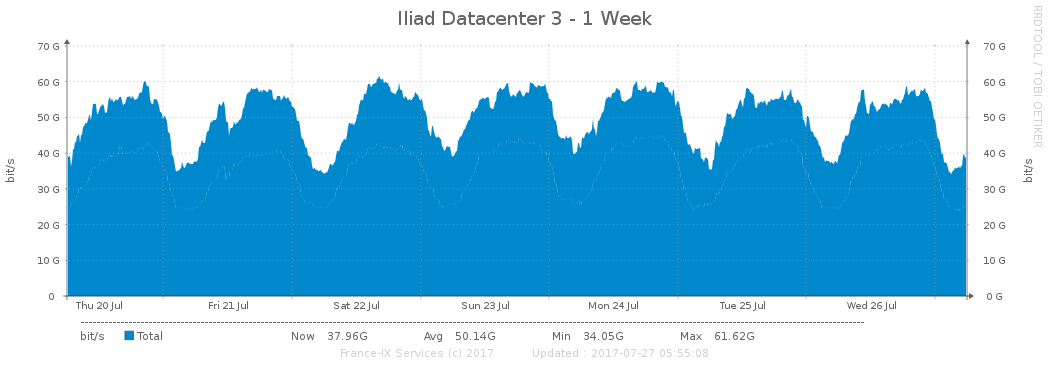 Iliad Datacenter 3 - 1 Week
RRDTOOL / TOBI OETIKER
70 G 70 G
60 G 60 G
50 G 50 G
40 G 40 G
30 G 30 G
20 G 20 G
10 G 10 G
0 0 G
bit/s bit/s
Thu 20 Jul Fri 21 Jul Sat 22 Jul Sun 23 Jul Mon 24 Jul Tue 25 Jul Wed 26 Jul
bit/s Total Now 37.96G Avg 50.14G Min 34.05G Max 61.62G
France-IX Services (c) 2017 Updated : 2017-07-27 05:55:08